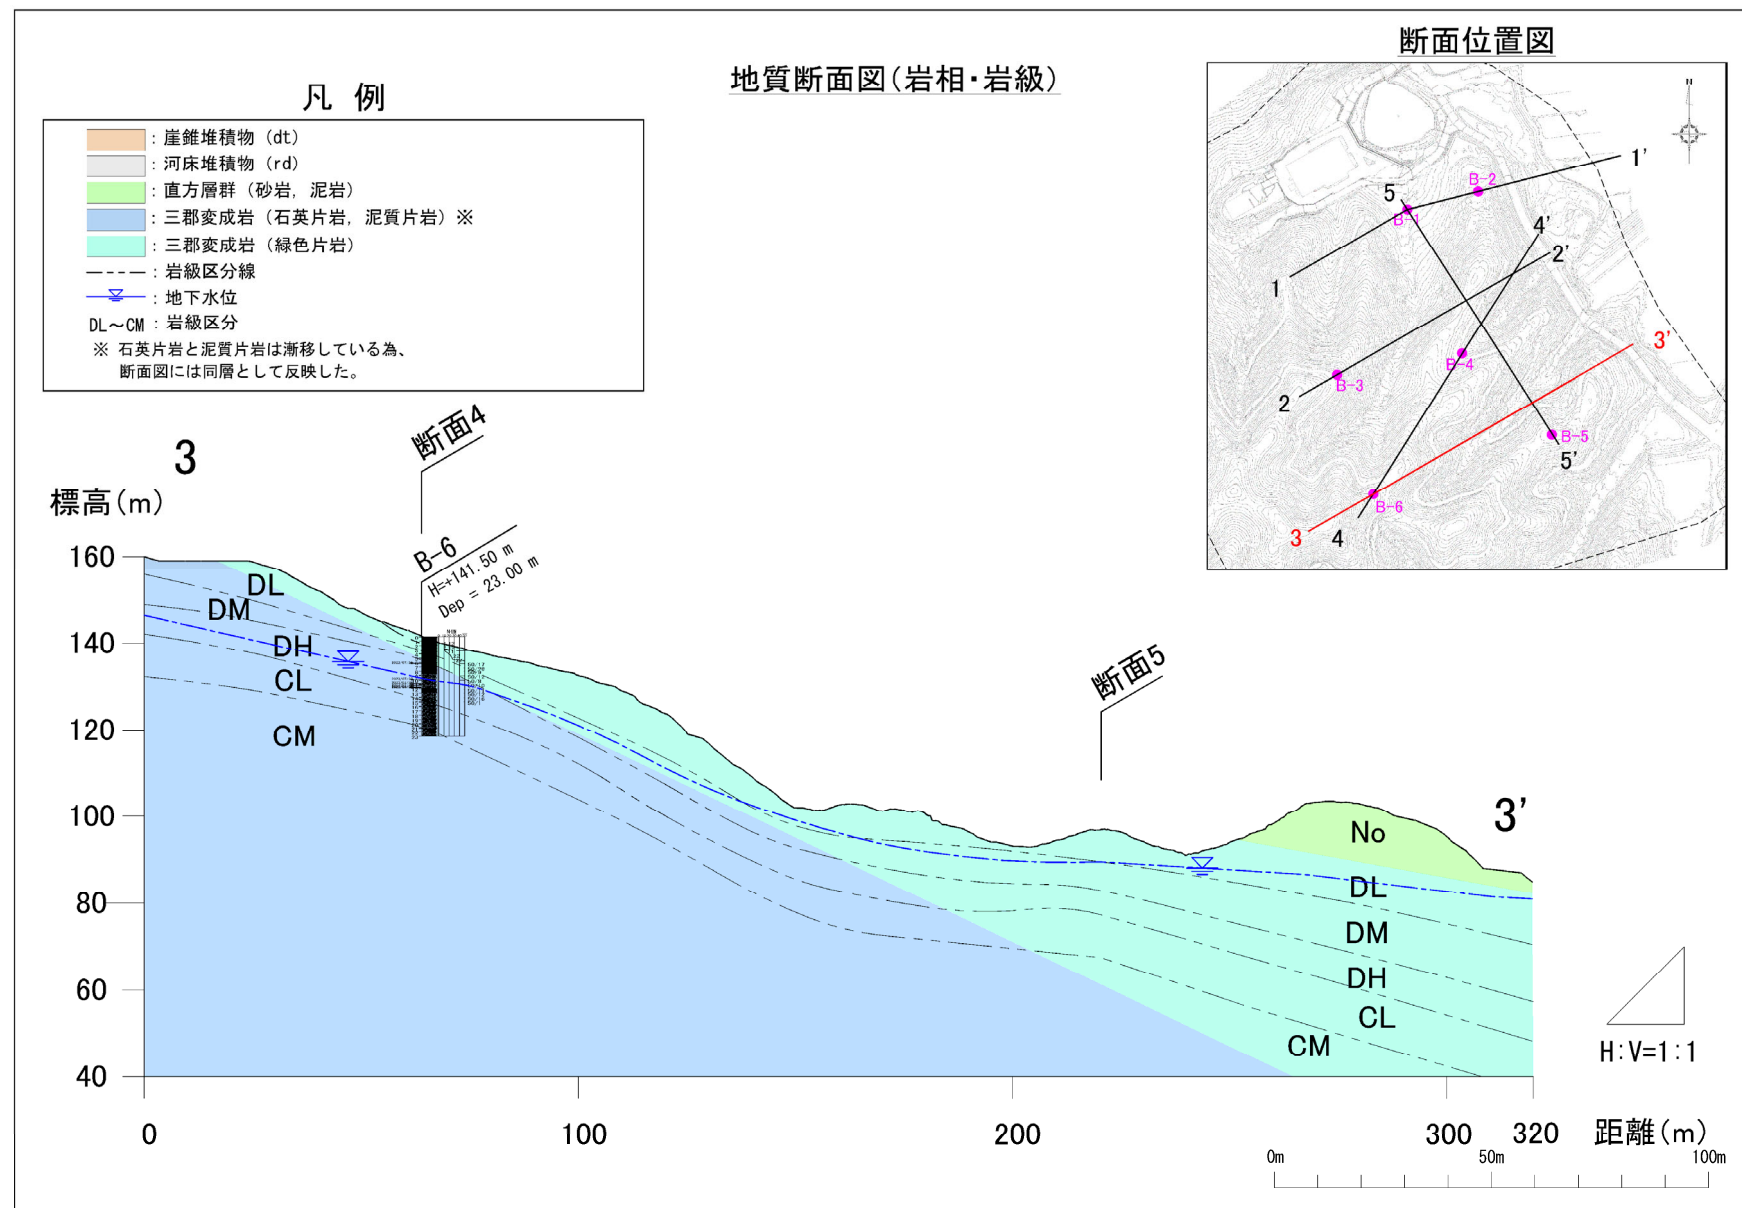 地質断面図(岩相・岩級)
凡 例
: 崖錐堆積物 (dt)
: 河床堆積物 (rd)
: 直方層群 (砂岩, 泥岩)
: 三郡変成岩 (石英片岩, 泥質片岩) ※
: 三郡変成岩 (緑色片岩)
: 岩級区分線
: 地下水位
DL～CM : 岩級区分
※ 石英片岩と泥質片岩は漸移している為、
断面図には同層として反映した。
断面位置図
N
1'
B-2
5
B-1
4'
2'
1
3'
B-4
B-3
2
B-5
5'
B-6
3
4
3
断面4
標高(m)
B-6
H=+141.50 m
Dep = 23.00 m
断面5
3'
160
140
120
100
80
60
40
DL
DM
DH
CL
CM
No
DL
DM
DH
CL
CM
H:V=1:1
0
100
200
300
320
距離(m)
0m
50m
100m